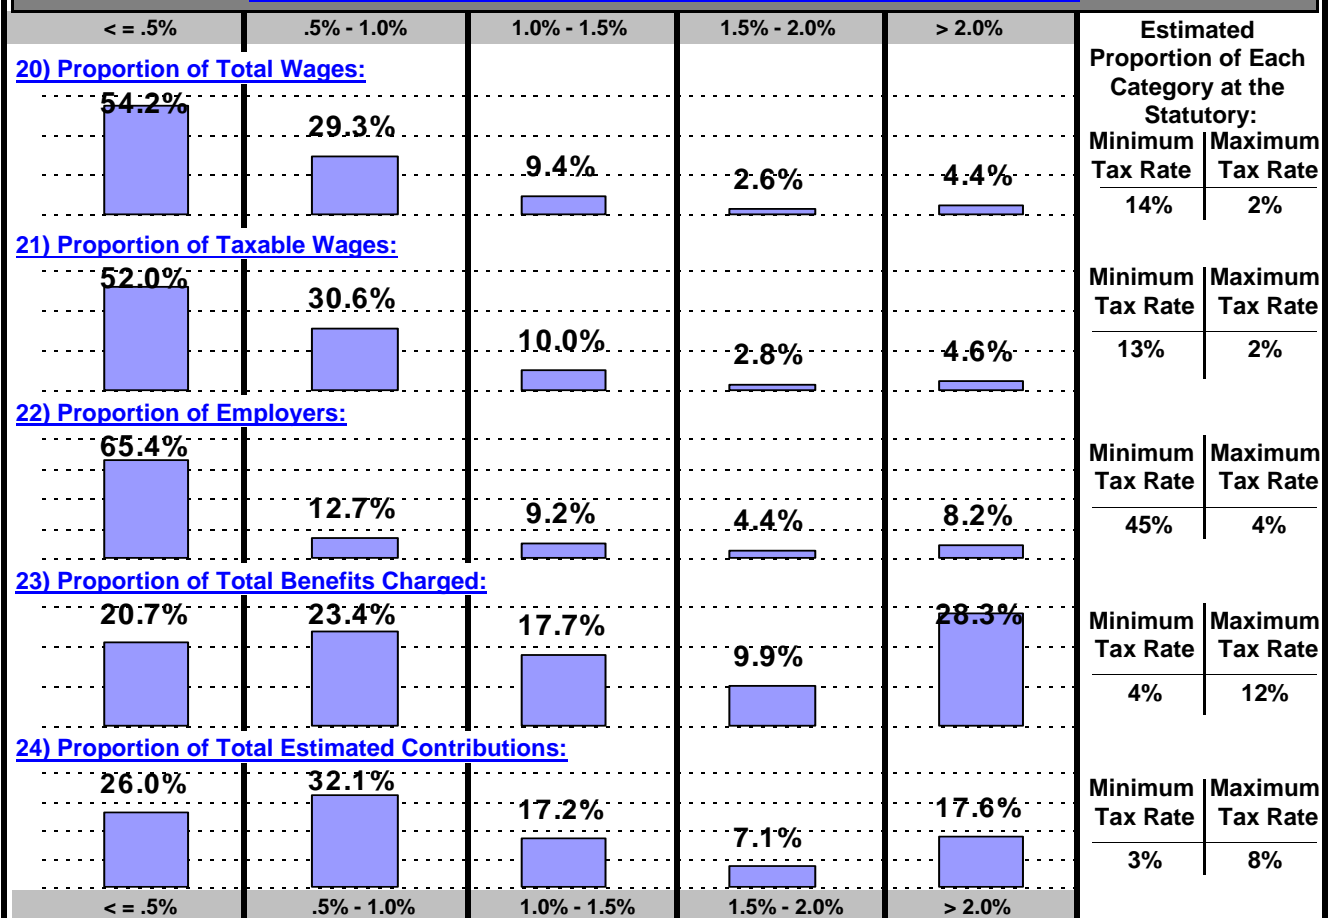 < = .5% .5% - 1.0% 1.0% - 1.5% 1.5% - 2.0% > 2.0%
Estimated
Proportion of Each
Category at the
Statutory:
20) Proportion of Total Wages:
54.2% 29.3% 9.4% 2.6% 4.4%
Minimum Maximum
Tax Rate Tax Rate
14% 2%
21) Proportion of Taxable Wages:
52.0% 30.6% 10.0% 2.8% 4.6%
Minimum Maximum
Tax Rate Tax Rate
13% 2%
22) Proportion of Employers:
65.4% 12.7% 9.2% 4.4% 8.2%
Minimum Maximum
Tax Rate Tax Rate
45% 4%
23) Proportion of Total Benefits Charged:
20.7% 23.4% 17.7% 9.9% 28.3%
Minimum Maximum
Tax Rate Tax Rate
4% 12%
24) Proportion of Total Estimated Contributions:
26.0% 32.1% 17.2% 7.1% 17.6%
Minimum Maximum
Tax Rate Tax Rate
3% 8%
< = .5% .5% - 1.0% 1.0% - 1.5% 1.5% - 2.0% > 2.0%